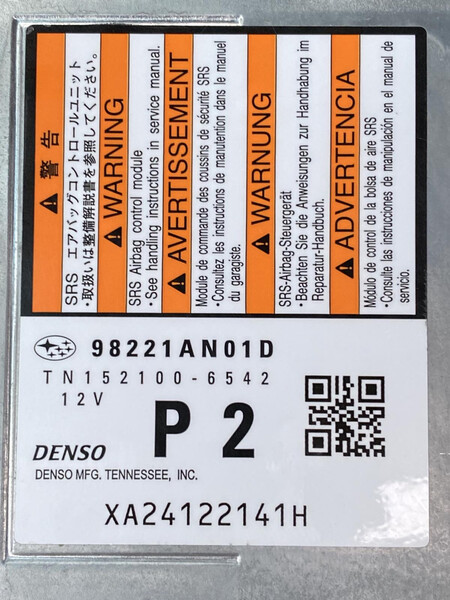 警告
SRS エアバッグコントロールユニット
・取扱いは整備解説書を参照してください。
WARNING
SRS Airbag control module
・See handling instructions in service manual.
AVERTISSEMENT
Module de commande des coussins de sécurité SRS
・Consultez les instructions de manutention dans le manuel
du garagiste.
WARNUNG
SRS-Airbag-Steuergerät
・Beachten Sie die Anweisungen zur Handhabung im
Reparatur-Handbuch.
ADVERTENCIA
Módulo de control de la bolsa de aire SRS
・Consulte las instrucciones de manipulación en el manual de
servicio.
98221AN01D
TN152100-6542
12V
P2
DENSO
DENSO MFG. TENNESSEE, INC.
XA24122141H